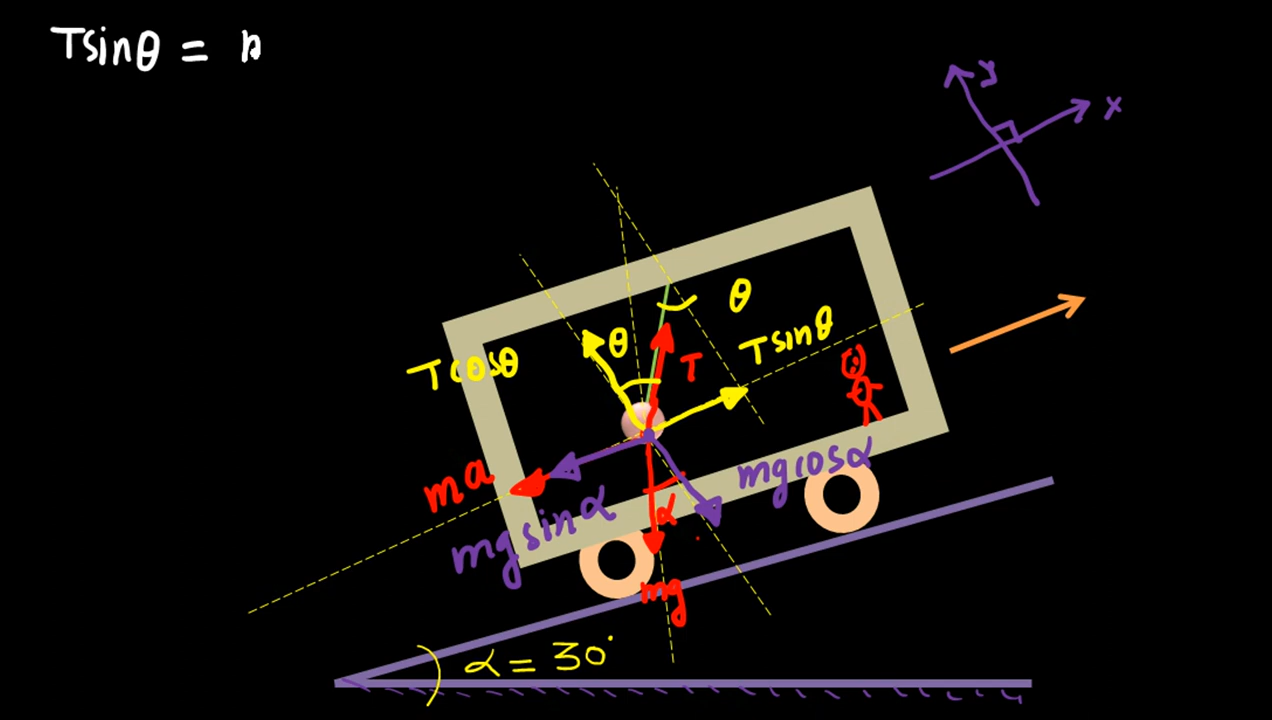 Tsinθ = n
y
x
θ
θ
Tsinθ
Tcosθ
T
ma
mgcosα
mgsinα
α
mg
α = 30°